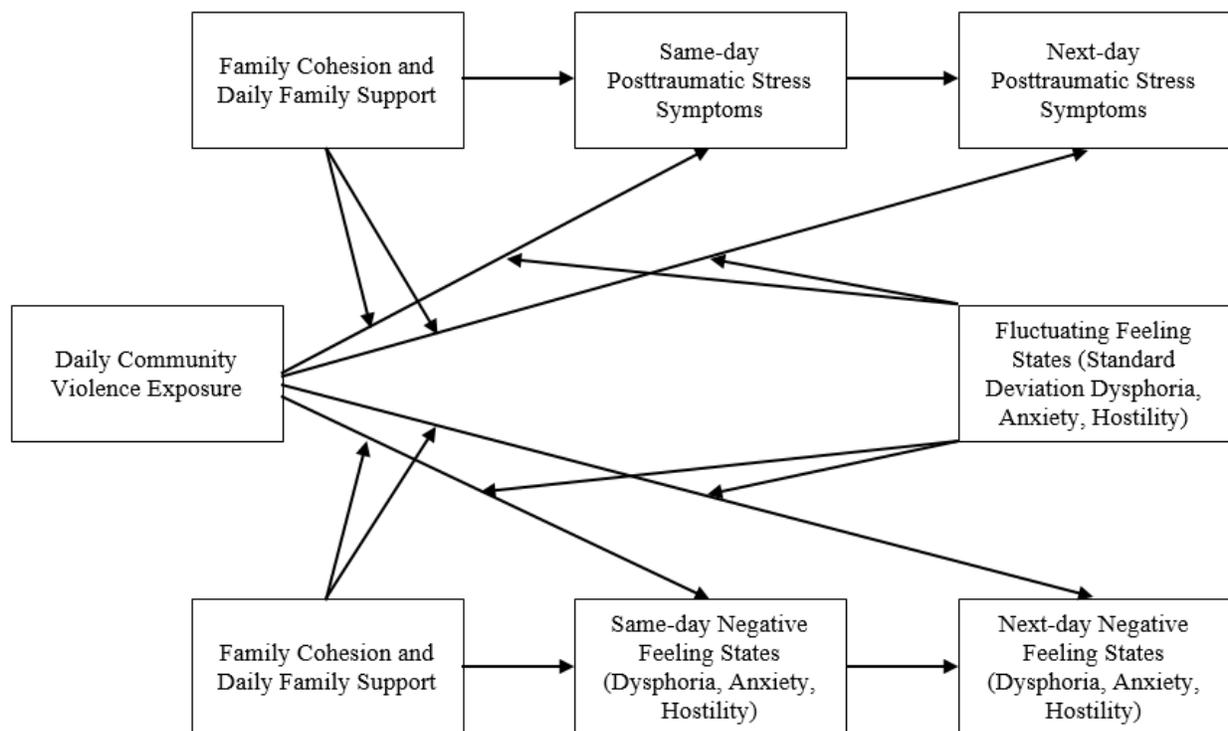 Family Cohesion and
Daily Family Support
Same-day
Posttraumatic Stress
Symptoms
Next-day
Posttraumatic Stress
Symptoms
Daily Community
Violence Exposure
Fluctuating Feeling
States (Standard
Deviation Dysphoria,
Anxiety, Hostility)
Family Cohesion and
Daily Family Support
Same-day Negative
Feeling States
(Dysphoria, Anxiety,
Hostility)
Next-day Negative
Feeling States
(Dysphoria, Anxiety,
Hostility)